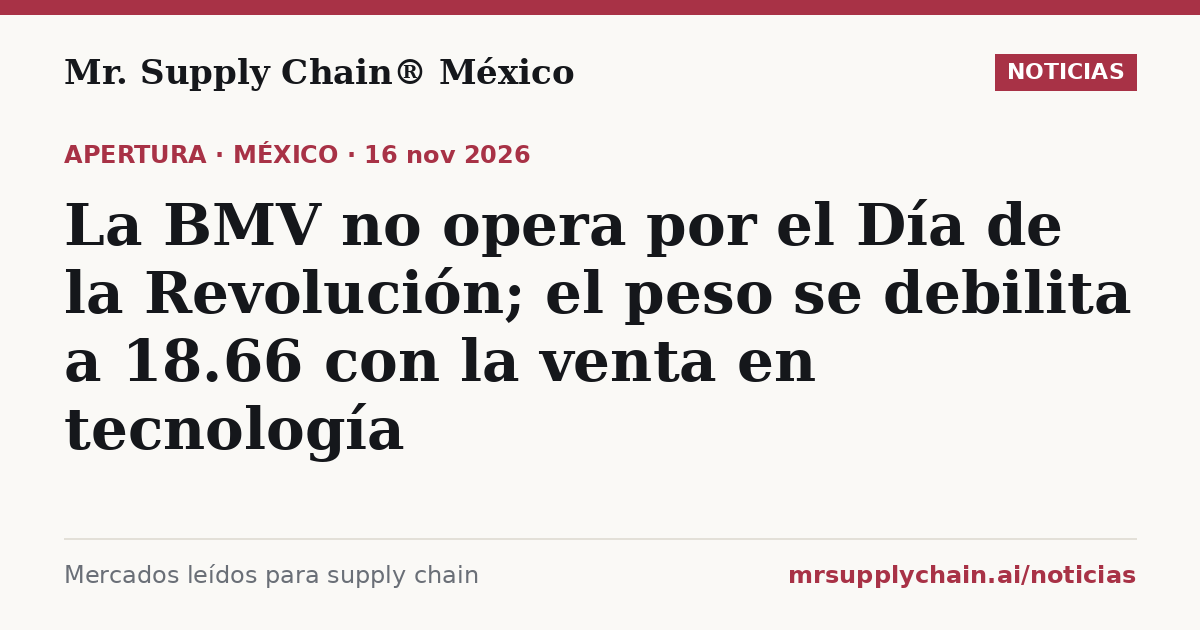 Mr. Supply Chain® México
NOTICIAS
APERTURA · MÉXICO · 16 nov 2026
La BMV no opera por el Día de
la Revolución; el peso se debilita
a 18.66 con la venta en
tecnología
Mercados leídos para supply chain
mrsupplychain.ai/noticias